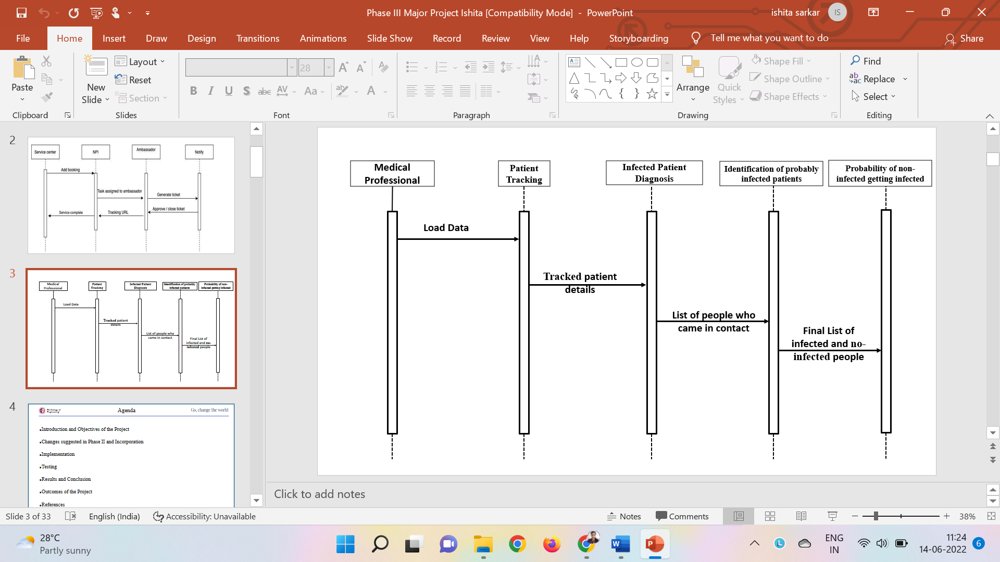 Phase III Major Project Ishita [Compatibility Mode] - PowerPoint
ishita sarkar
IS
File
Home
Insert
Draw
Design
Transitions
Animations
Slide Show
Record
Review
View
Help
Storyboarding
Tell me what you want to do
Share
Paste
New
Slide
Layout
Reset
Section
28
B I U S abc AV Aa A
Arrange
Quick
Styles
Shape Fill
Shape Outline
Shape Effects
Find
Replace
Select
Clipboard
Slides
Font
Paragraph
Drawing
Editing
2
Service center
NPI
Ambassador
Notify
Add booking
Task assigned to ambassador
Generate ticket
Service complete
Tracking URL
Approve / close ticket
3
Medical
Professional
Patient
Tracking
Infected Patient
Diagnosis
Identification of probably
infected patients
Probability of non-
infected getting infected
Load Data
Tracked patient
details
List of people who
came in contact
Final List of
infected and no-
infected people
4
RV College of
Engineering
Agenda
Go, change the world
•Introduction and Objectives of the Project
•Changes suggested in Phase II and Incorporation
•Implementation
•Testing
•Results and Conclusion
•Outcomes of the Project
•References
Medical
Professional
Patient
Tracking
Infected Patient
Diagnosis
Identification of probably
infected patients
Probability of non-
infected getting infected
Load Data
Tracked patient
details
List of people who
came in contact
Final List of
infected and no-
infected people
Click to add notes
Slide 3 of 33
English (India)
Accessibility: Unavailable
Notes
Comments
38%
28°C
Partly sunny
ENG
IN
11:24
14-06-2022
6